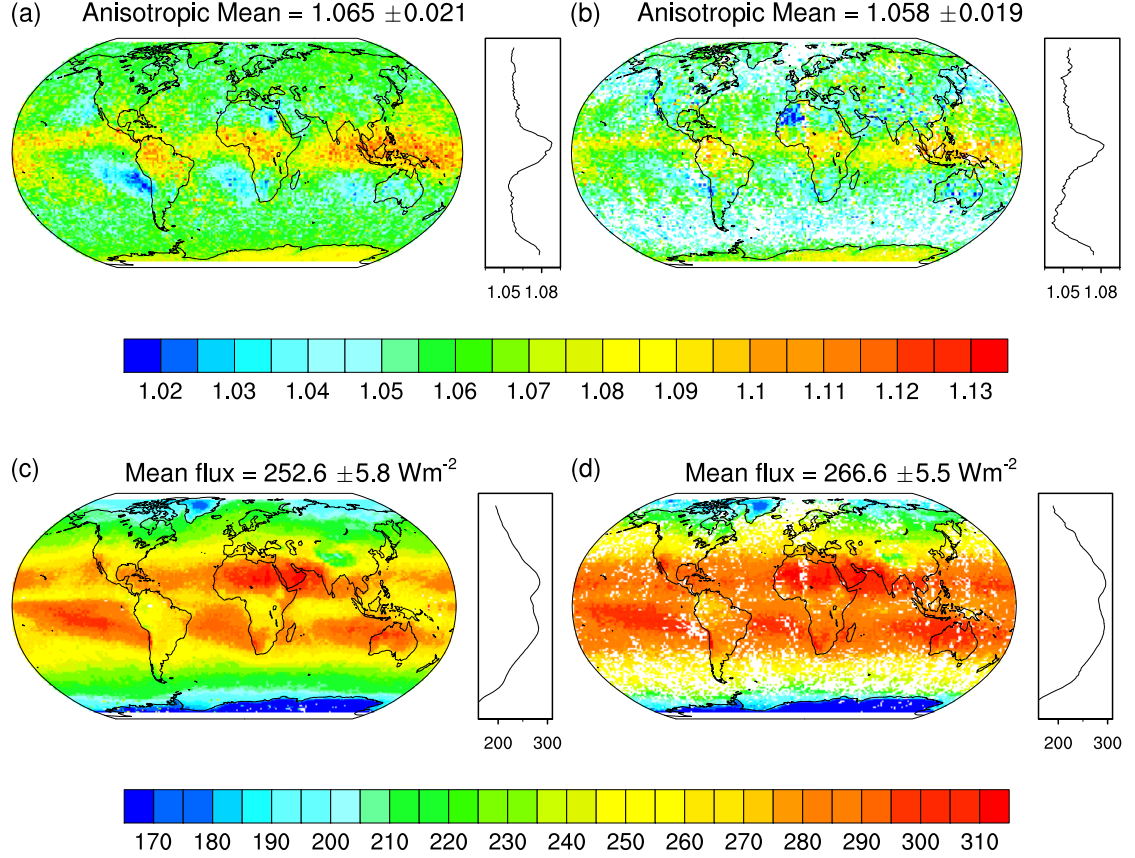 (a) Anisotropic Mean = 1.065 ±0.021
(b) Anisotropic Mean = 1.058 ±0.019
1.05 1.08
1.05 1.08
1.02 1.03 1.04 1.05 1.06 1.07 1.08 1.09 1.1 1.11 1.12 1.13
(c) Mean flux = 252.6 ±5.8 Wm-2
(d) Mean flux = 266.6 ±5.5 Wm-2
200 300
200 300
170 180 190 200 210 220 230 240 250 260 270 280 290 300 310